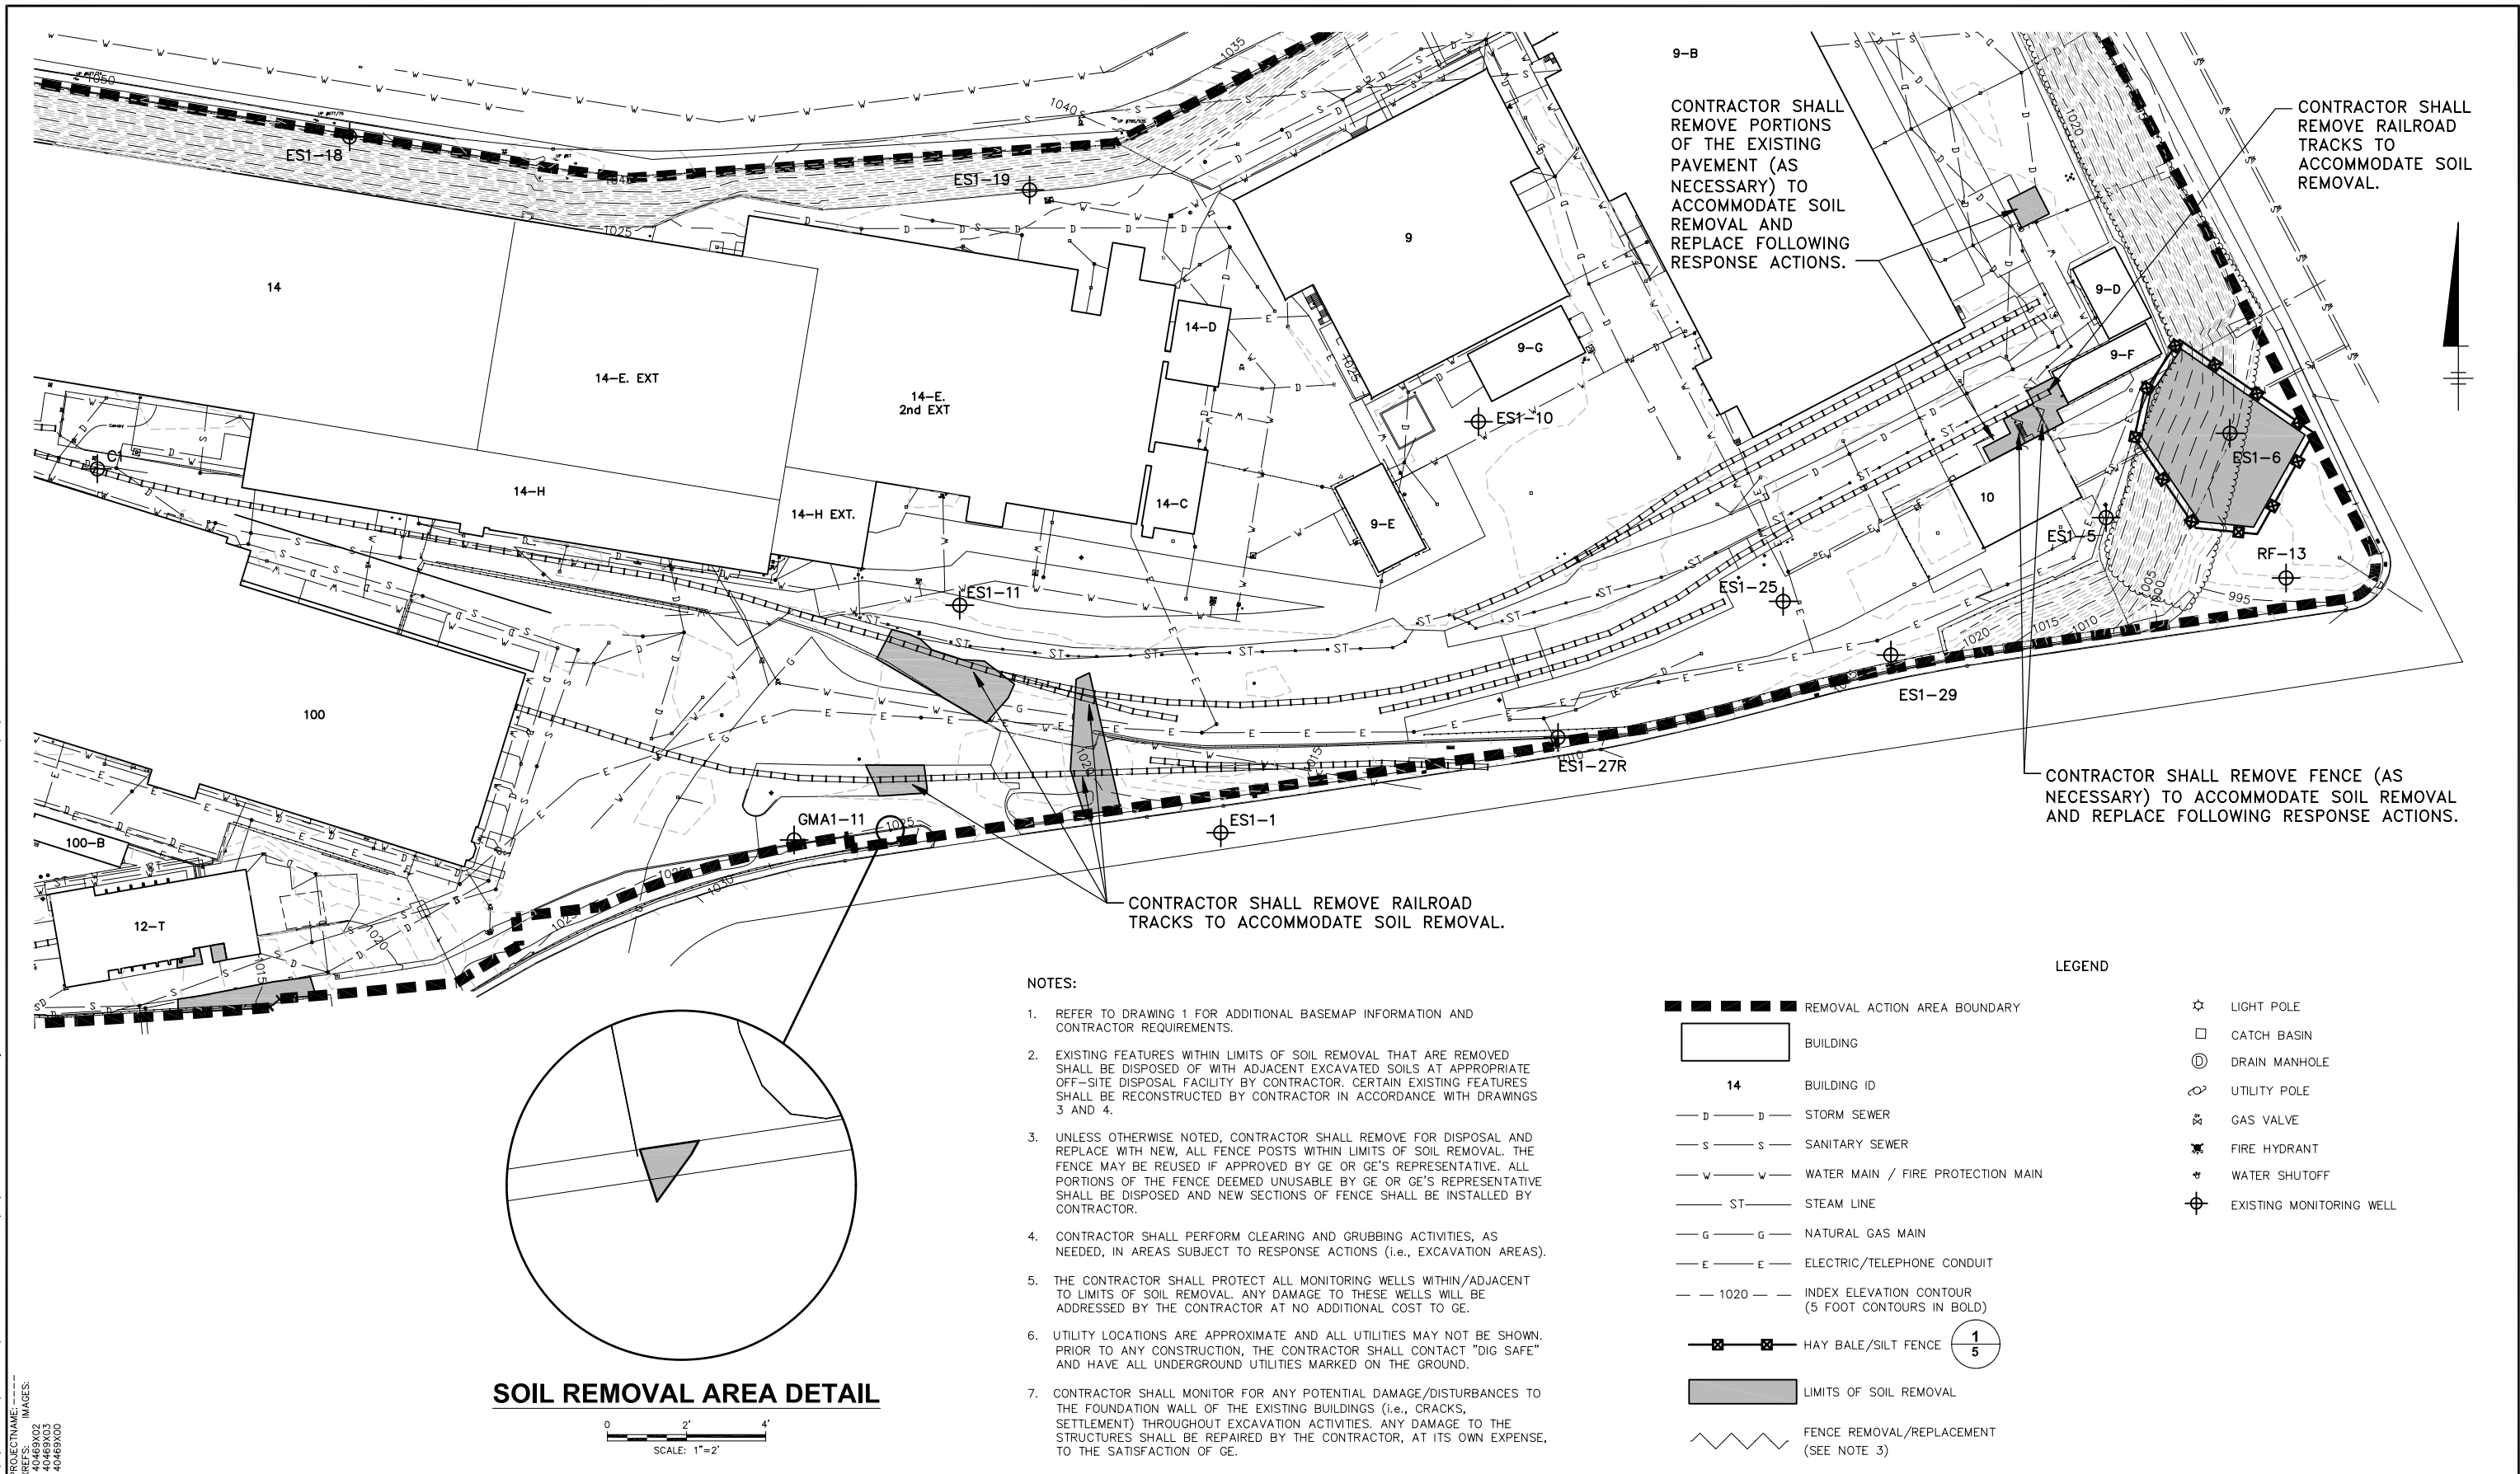 9-B
CONTRACTOR SHALL
REMOVE PORTIONS
OF THE EXISTING
PAVEMENT (AS
NECESSARY) TO
ACCOMMODATE SOIL
REMOVAL AND
REPLACE FOLLOWING
RESPONSE ACTIONS.
CONTRACTOR SHALL
REMOVE RAILROAD
TRACKS TO
ACCOMMODATE SOIL
REMOVAL.
1050
1035
1040
1020
ES1-18
ES1-19
1025
14
9
14-E. EXT
14-E.
2nd EXT
14-D
9-G
9-D
9-F
1025
ES1-10
ES1-6
C1
14-H
14-H EXT.
14-C
9-E
10
ES1-5
RF-13
ES1-11
ES1-25
1005
1000
995
1020
1015
1010
100
ES1-29
1020
1015
ES1-27R
GMA1-11
1025
ES1-1
CONTRACTOR SHALL REMOVE FENCE (AS
NECESSARY) TO ACCOMMODATE SOIL REMOVAL
AND REPLACE FOLLOWING RESPONSE ACTIONS.
100-B
1025
1030
1025
12-T
1020
1015
CONTRACTOR SHALL REMOVE RAILROAD
TRACKS TO ACCOMMODATE SOIL REMOVAL.
NOTES:
1. REFER TO DRAWING 1 FOR ADDITIONAL BASEMAP INFORMATION AND
CONTRACTOR REQUIREMENTS.
2. EXISTING FEATURES WITHIN LIMITS OF SOIL REMOVAL THAT ARE REMOVED
SHALL BE DISPOSED OF WITH ADJACENT EXCAVATED SOILS AT APPROPRIATE
OFF-SITE DISPOSAL FACILITY BY CONTRACTOR. CERTAIN EXISTING FEATURES
SHALL BE RECONSTRUCTED BY CONTRACTOR IN ACCORDANCE WITH DRAWINGS
3 AND 4.
3. UNLESS OTHERWISE NOTED, CONTRACTOR SHALL REMOVE FOR DISPOSAL AND
REPLACE WITH NEW, ALL FENCE POSTS WITHIN LIMITS OF SOIL REMOVAL. THE
FENCE MAY BE REUSED IF APPROVED BY GE OR GE'S REPRESENTATIVE. ALL
PORTIONS OF THE FENCE DEEMED UNUSABLE BY GE OR GE'S REPRESENTATIVE
SHALL BE DISPOSED AND NEW SECTIONS OF FENCE SHALL BE INSTALLED BY
CONTRACTOR.
4. CONTRACTOR SHALL PERFORM CLEARING AND GRUBBING ACTIVITIES, AS
NEEDED, IN AREAS SUBJECT TO RESPONSE ACTIONS (i.e., EXCAVATION AREAS).
5. THE CONTRACTOR SHALL PROTECT ALL MONITORING WELLS WITHIN/ADJACENT
TO LIMITS OF SOIL REMOVAL. ANY DAMAGE TO THESE WELLS WILL BE
ADDRESSED BY THE CONTRACTOR AT NO ADDITIONAL COST TO GE.
6. UTILITY LOCATIONS ARE APPROXIMATE AND ALL UTILITIES MAY NOT BE SHOWN.
PRIOR TO ANY CONSTRUCTION, THE CONTRACTOR SHALL CONTACT "DIG SAFE"
AND HAVE ALL UNDERGROUND UTILITIES MARKED ON THE GROUND.
7. CONTRACTOR SHALL MONITOR FOR ANY POTENTIAL DAMAGE/DISTURBANCES TO
THE FOUNDATION WALL OF THE EXISTING BUILDINGS (i.e., CRACKS,
SETTLEMENT) THROUGHOUT EXCAVATION ACTIVITIES. ANY DAMAGE TO THE
STRUCTURES SHALL BE REPAIRED BY THE CONTRACTOR, AT ITS OWN EXPENSE,
TO THE SATISFACTION OF GE.
LEGEND
REMOVAL ACTION AREA BOUNDARY
BUILDING
14 BUILDING ID
D D STORM SEWER
S S SANITARY SEWER
W W WATER MAIN / FIRE PROTECTION MAIN
ST STEAM LINE
G G NATURAL GAS MAIN
E E ELECTRIC/TELEPHONE CONDUIT
1020 INDEX ELEVATION CONTOUR
(5 FOOT CONTOURS IN BOLD)
HAY BALE/SILT FENCE 1
5
LIMITS OF SOIL REMOVAL
FENCE REMOVAL/REPLACEMENT
(SEE NOTE 3)
LIGHT POLE
CATCH BASIN
D DRAIN MANHOLE
UTILITY POLE
GAS VALVE
FIRE HYDRANT
WATER SHUTOFF
EXISTING MONITORING WELL
SOIL REMOVAL AREA DETAIL
0 2' 4'
SCALE: 1"=2'
PROJECTNAME: ----
XREFS: IMAGES:
40469X02
40469X03
40469X00